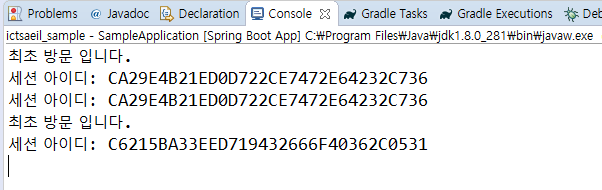 Problems @ Javadoc Declaration Console Gradle Tasks Gradle Executions Deb
ictsaeil_sample - SampleApplication [Spring Boot App] C:₩Program Files₩Java₩jdk1.8.0_281₩bin₩javaw.exe
최초 방문 입니다.
세션 아이디: CA29E4B21ED0D722CE7472E64232C736
세션 아이디: CA29E4B21ED0D722CE7472E64232C736
최초 방문 입니다.
세션 아이디: C6215BA33EED719432666F40362C0531